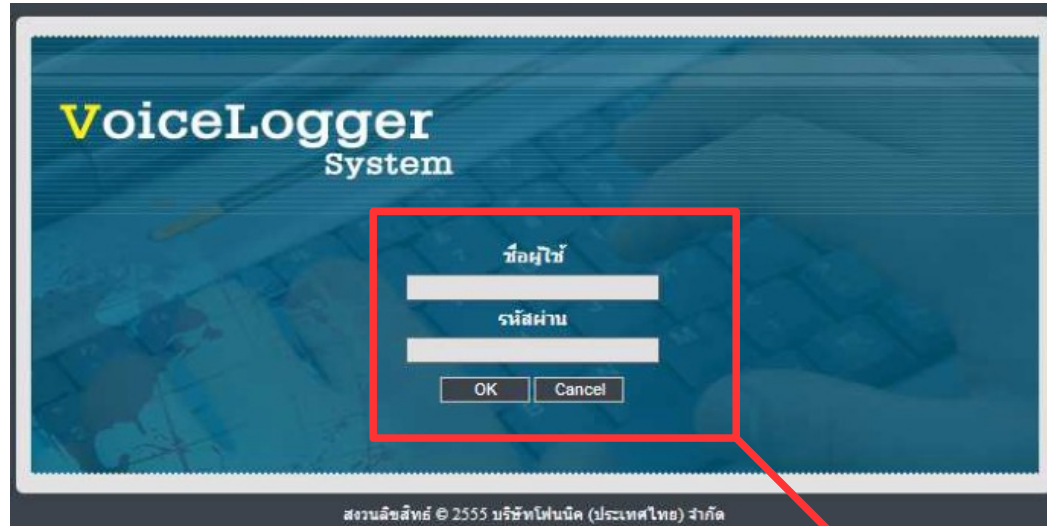 VoiceLogger
System
ชื่อผู้ใช้
รหัสผ่าน
OK Cancel
สงวนลิขสิทธ์ © 2555 บริษัทโฟนนิค (ประเทศไทย) จำกัด